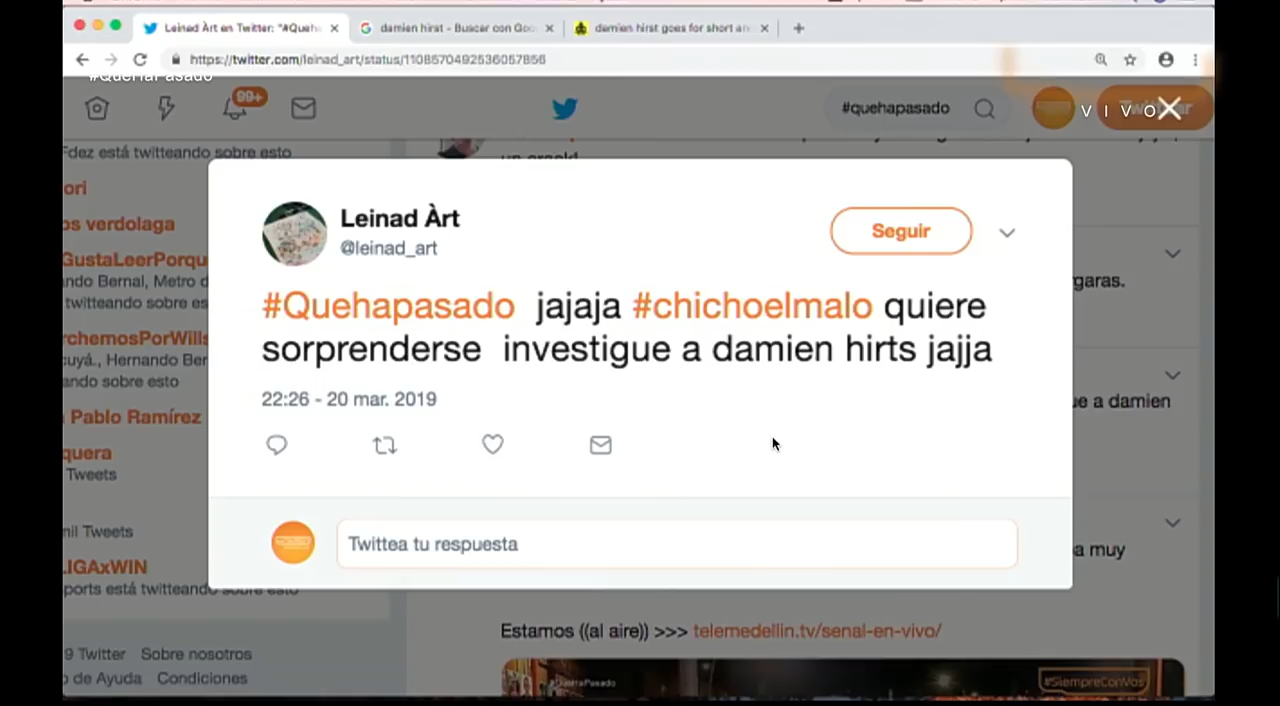 Leinad Àrt en Twitter: "#Queha
damien hirst - Buscar con Goo
damien hirst goes for short an
https://twitter.com/leinad_art/status/1108570492536057856
#QueHaPasado
99+
#quehapasado
VIVO
Fdez está twitteando sobre esto
ori
os verdolaga
GustaLeerPorqu
ndo Bernal, Metro d
twitteando sobre es
rchemosPorWills
cuyá., Hernando Ber
ando sobre esto
Pablo Ramírez
quera
Tweets
nil Tweets
LIGAxWIN
ports está twitteando sobre esto
9 Twitter Sobre nosotros
o de Ayuda Condiciones
Leinad Àrt
@leinad_art
Seguir
#Quehapasado jajaja #chichoelmalo quiere
sorprenderse investigue a damien hirts jajja
22:26 - 20 mar. 2019
Twittea tu respuesta
garas.
ue a damien
a muy
Estamos ((al aire)) >>> telemedellin.tv/senal-en-vivo/
#SiempreConVos